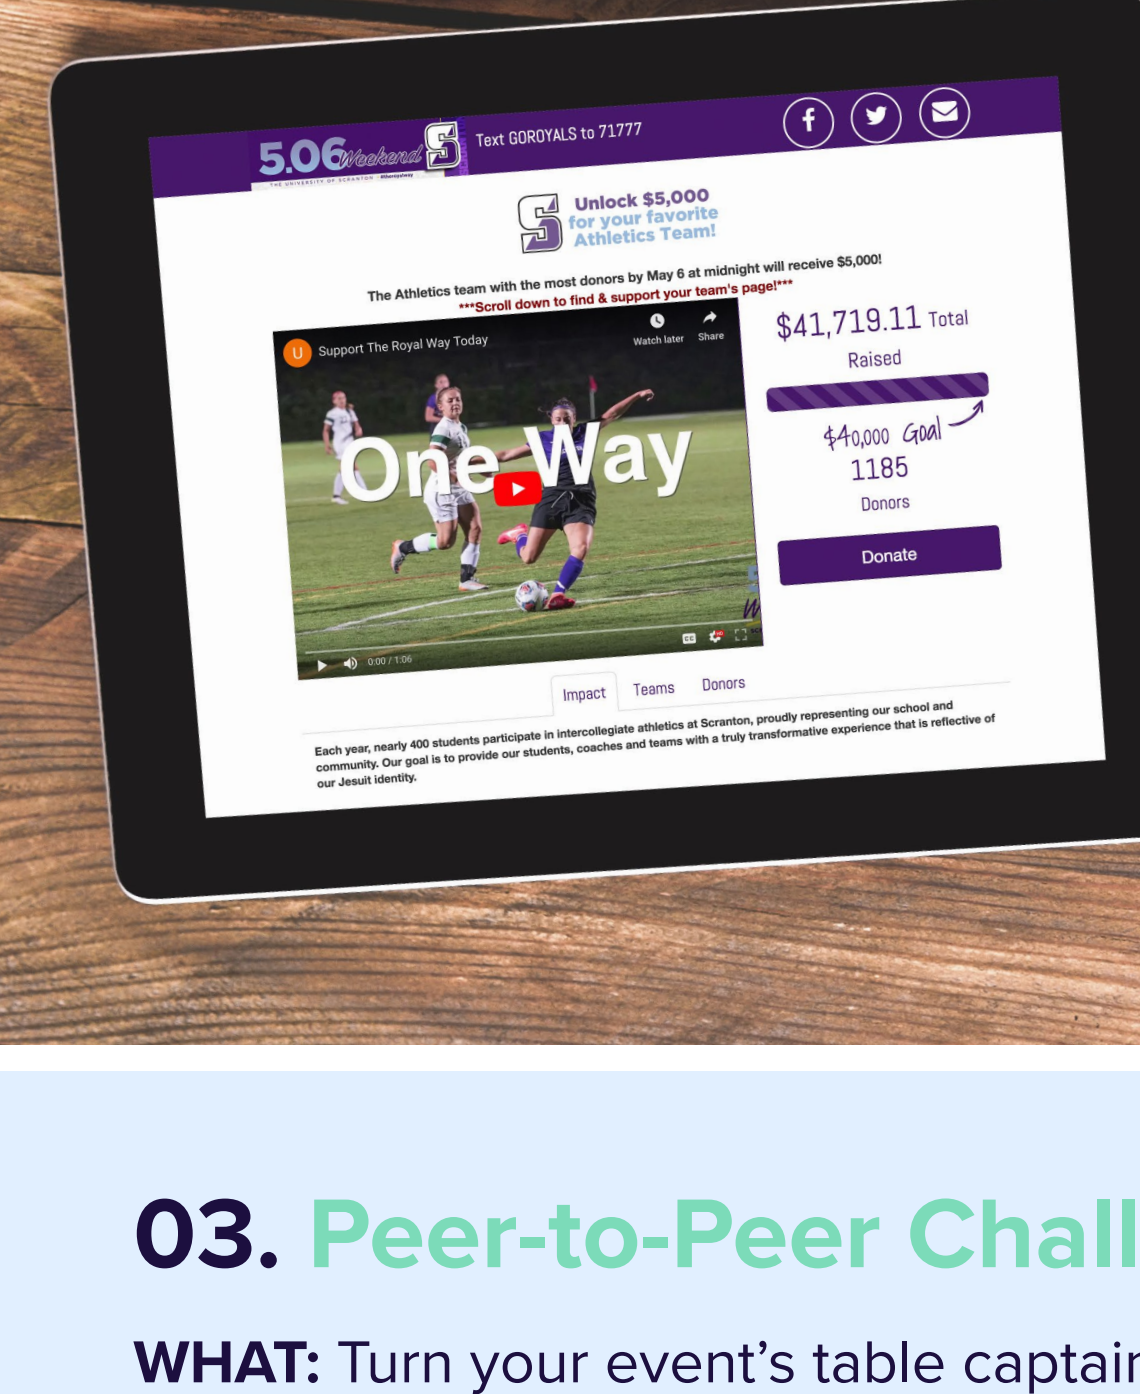 5.06 Weekend
THE UNIVERSITY OF SCRANTON #theroyalway
Text GOROYALS to 71777
Unlock $5,000
for your favorite
Athletics Team!
The Athletics team with the most donors by May 6 at midnight will receive $5,000!
***Scroll down to find & support your team's page!***
U Support The Royal Way Today
Watch later Share
One Way
0:00 / 1:06
CC HD
$41,719.11 Total
Raised
$40,000 Goal
1185
Donors
Donate
Impact Teams Donors
Each year, nearly 400 students participate in intercollegiate athletics at Scranton, proudly representing our school and
community. Our goal is to provide our students, coaches and teams with a truly transformative experience that is reflective of
our Jesuit identity.
03. Peer-to-Peer Chall
WHAT: Turn your event’s table captain